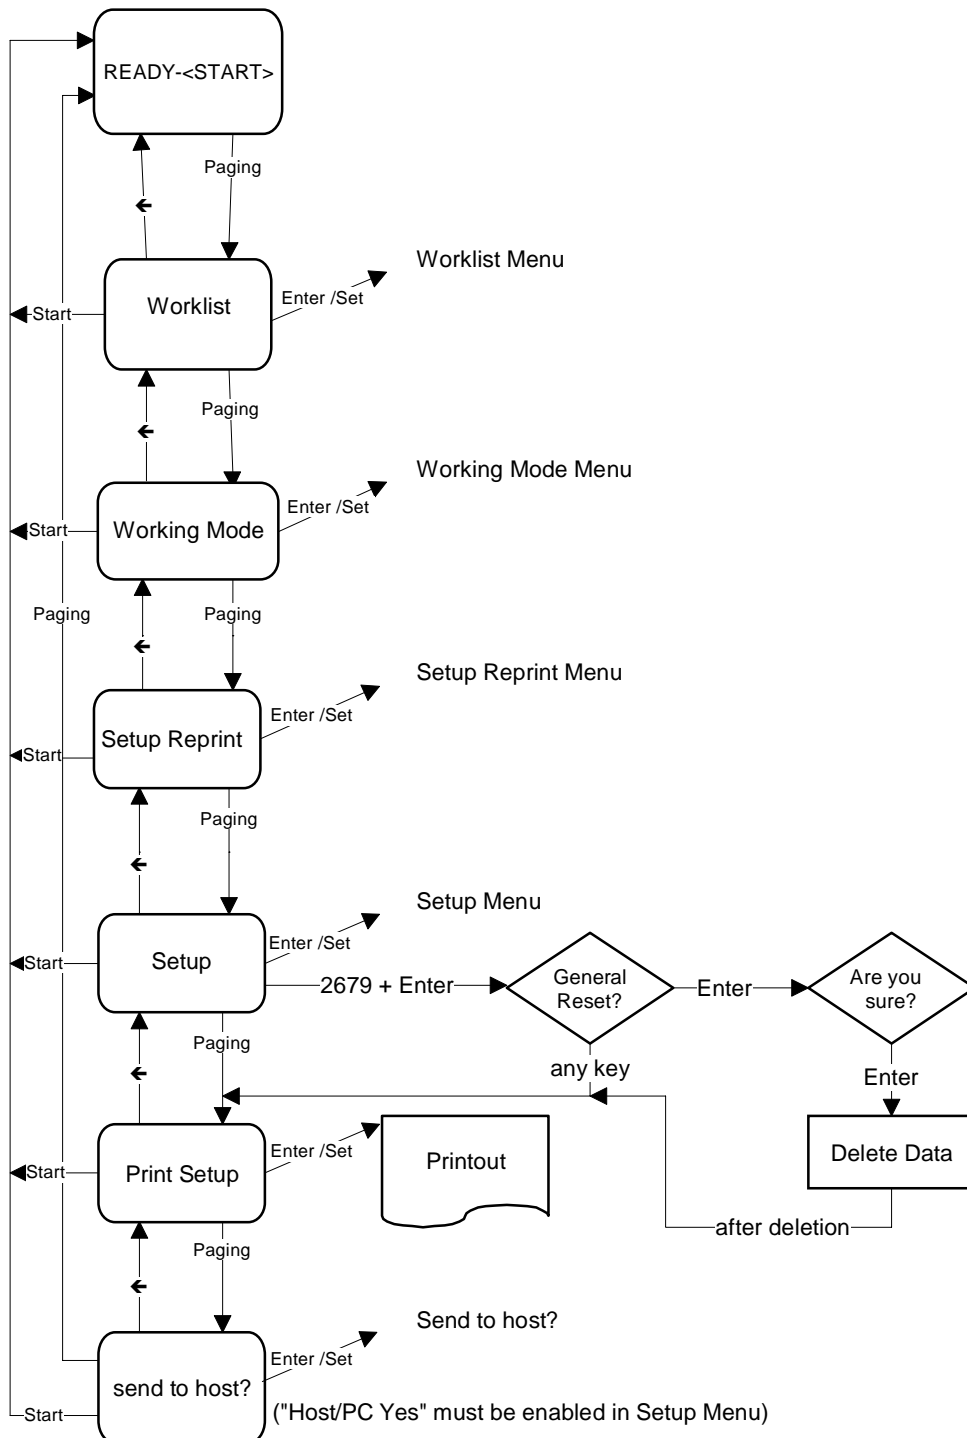 READY-<START>
Paging
←
Worklist Menu
Enter /Set
Worklist
Start
Paging
←
Working Mode Menu
Enter /Set
Working Mode
Start
Paging
Paging
←
Setup Reprint Menu
Enter /Set
Setup Reprint
Start
Paging
←
Setup Menu
Enter /Set
Setup
Start
2679 + Enter
General
Reset?
Enter
Are you
sure?
Paging
any key
Enter
←
Enter /Set
Printout
Delete Data
Print Setup
Start
after deletion
Paging
←
Send to host?
Enter /Set
send to host?
Start
("Host/PC Yes" must be enabled in Setup Menu)